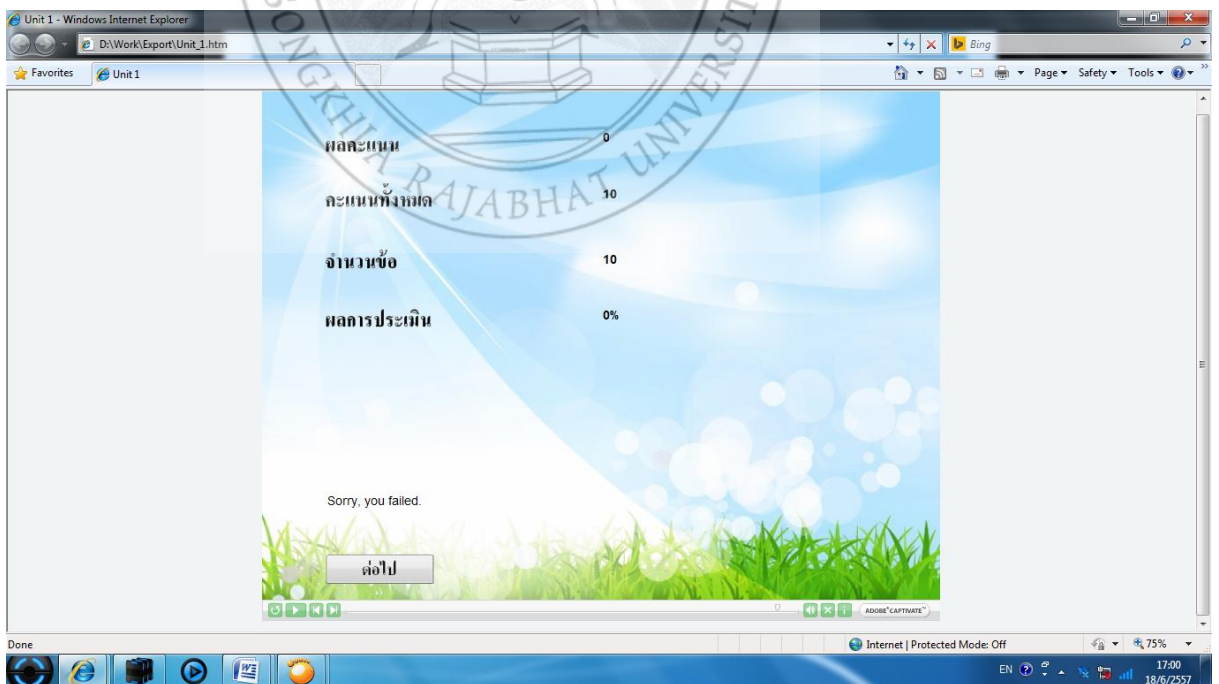 Unit 1 - Windows Internet Explorer
D:\Work\Export\Unit_1.htm
Bing
Favorites
Unit 1
Page
Safety
Tools
SONGKHLA RAJABHAT
ผลคะแนน 0
คะแนนทั้งหมด 10
จำนวนข้อ 10
ผลการประเมิน 0%
Sorry, you failed.
ต่อไป
ADOBE® CAPTIVATE™
Done
Internet | Protected Mode: Off
75%
EN
17:00
18/6/2557